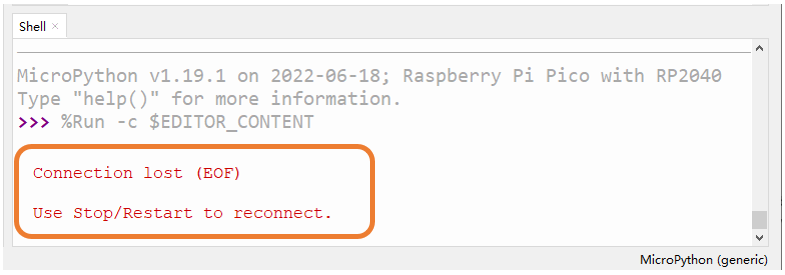 Shell ×
MicroPython v1.19.1 on 2022-06-18; Raspberry Pi Pico with RP2040
Type "help()" for more information.
>>> %Run -c $EDITOR_CONTENT
Connection lost (EOF)
Use Stop/Restart to reconnect.
MicroPython (generic)